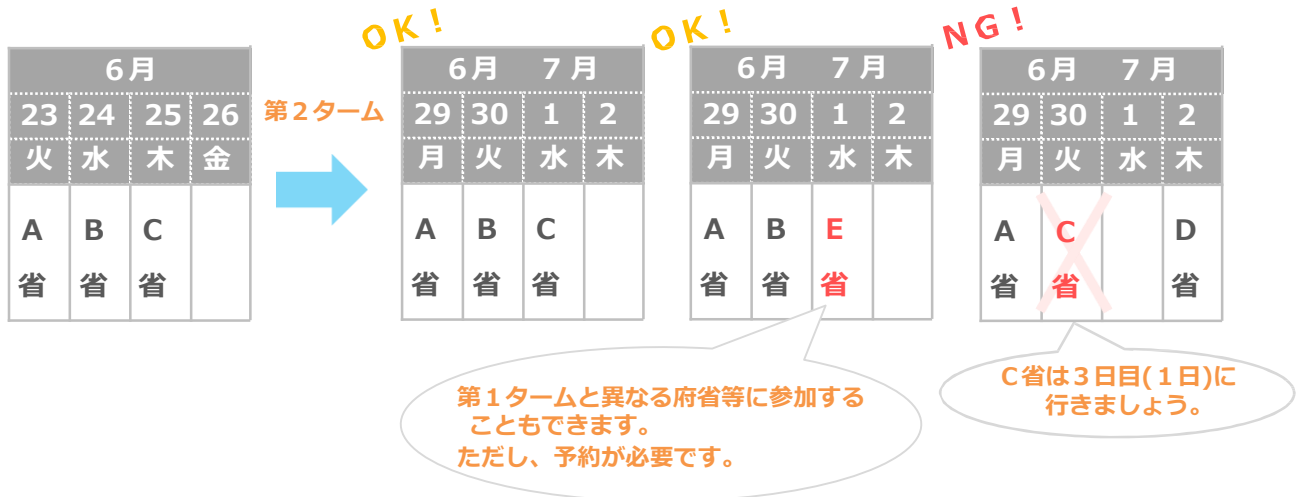 OK!
OK!
NG!
6月
23 24 25 26
火 水 木 金
A B C
省 省 省
第２ターム
6月 7月
29 30 1 2
月 火 水 木
A B C
省 省 省
6月 7月
29 30 1 2
月 火 水 木
A B E
省 省 省
6月 7月
29 30 1 2
月 火 水 木
A C D
省 省 省
第１タームと異なる府省等に参加する
こともできます。
ただし、予約が必要です。
C省は３日目(１日)に
行きましょう。